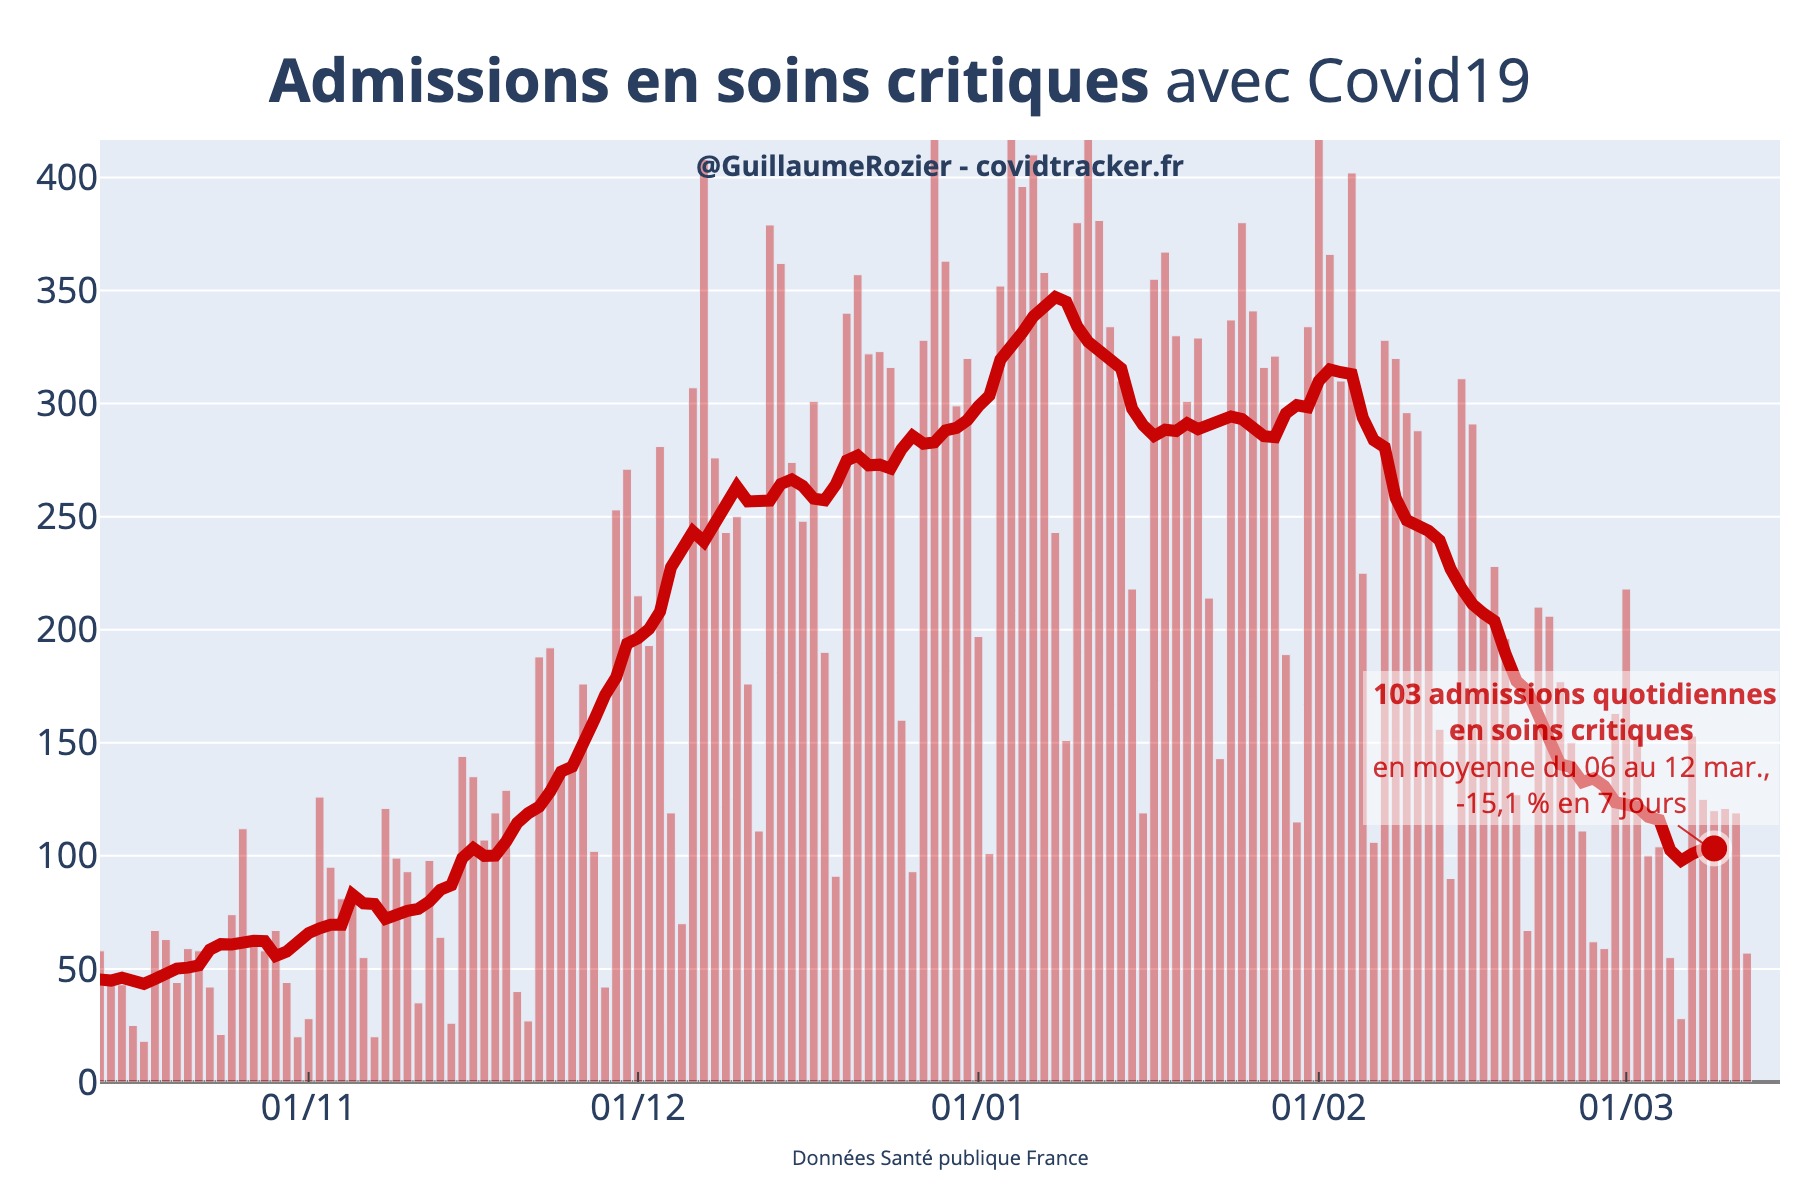 Admissions en soins critiques avec Covid19
@GuillaumeRozier - covidtracker.fr
400
350
300
250
200
150
100
50
0
103 admissions quotidiennes
en soins critiques
en moyenne du 06 au 12 mar.,
-15,1 % en 7 jours
01/11 01/12 01/01 01/02 01/03
Données Santé publique France